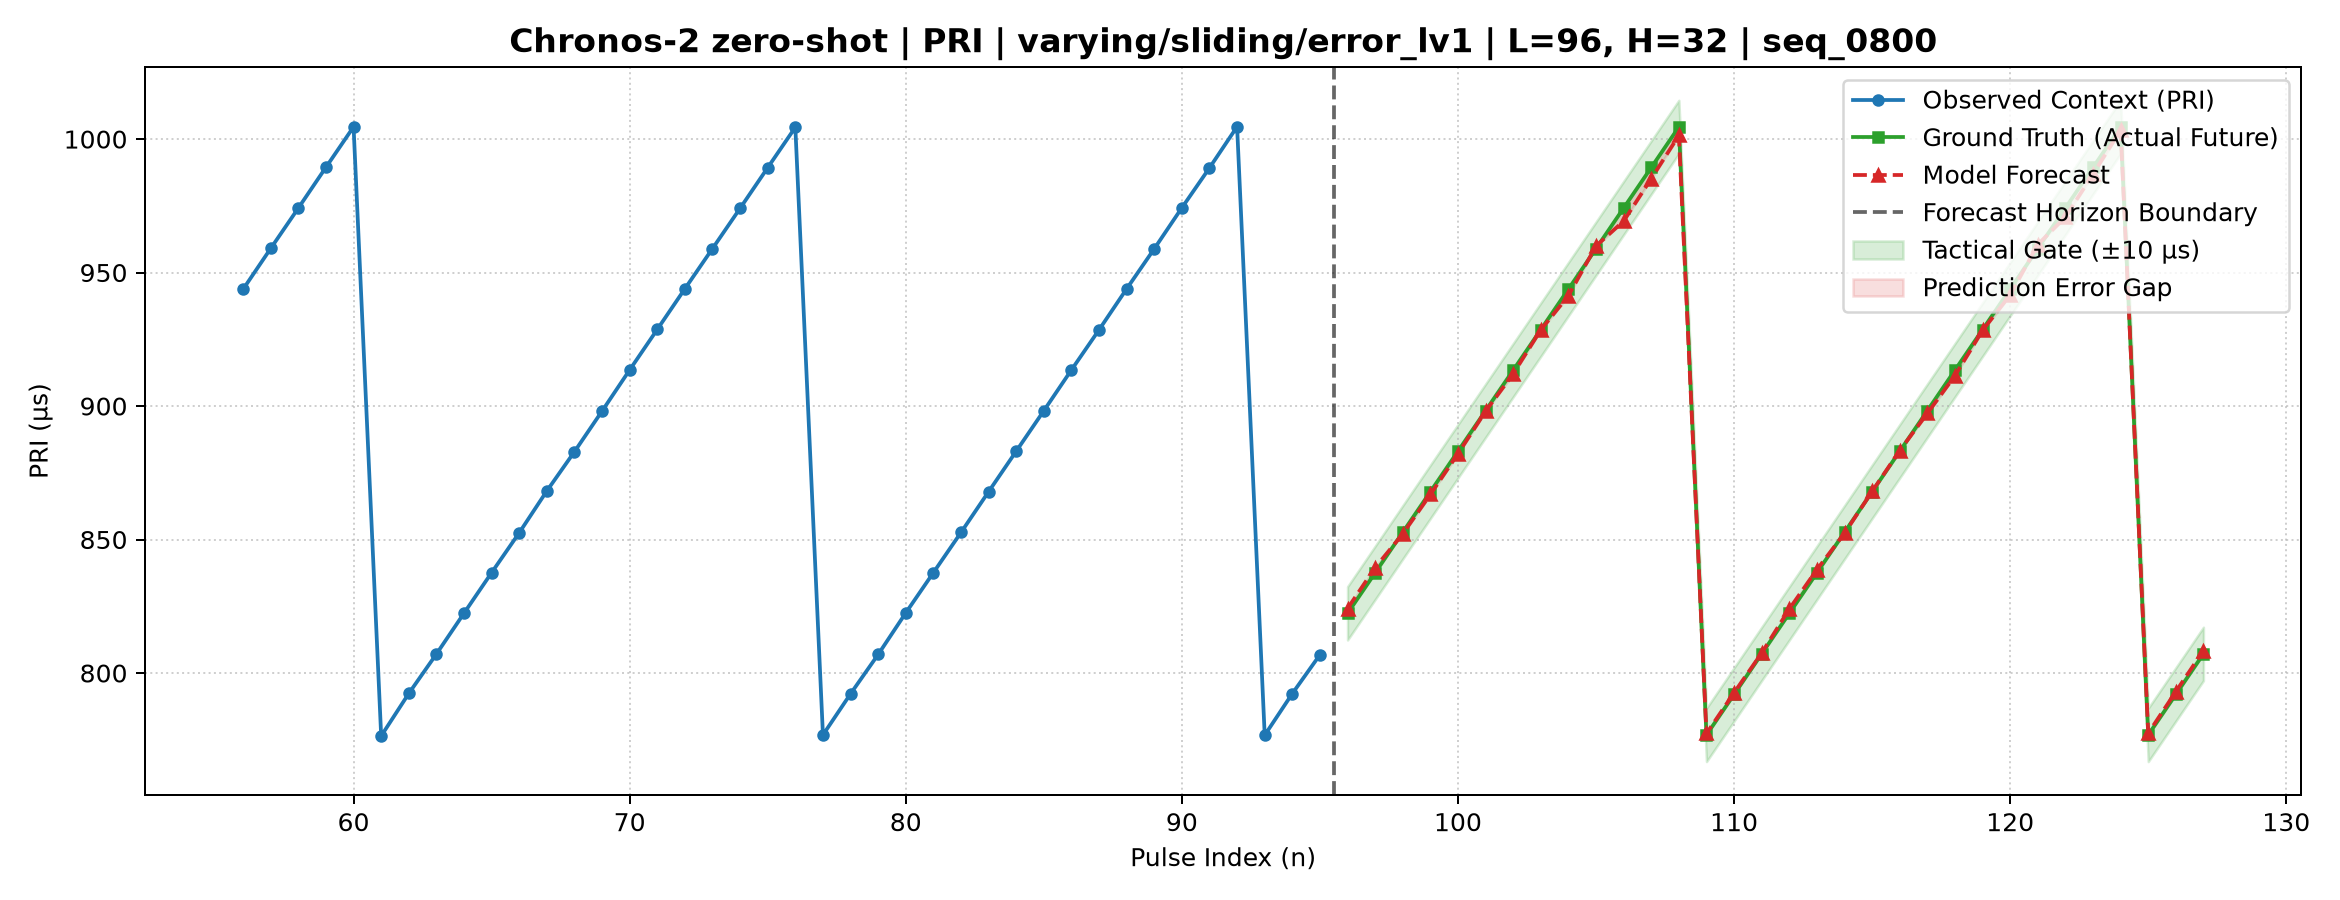 Chronos-2 zero-shot | PRI | varying/sliding/error_lv1 | L=96, H=32 | seq_0800
PRI (µs)
1000
950
900
850
800
Observed Context (PRI)
Ground Truth (Actual Future)
Model Forecast
Forecast Horizon Boundary
Tactical Gate (±10 µs)
Prediction Error Gap
60
70
80
90
100
110
120
130
Pulse Index (n)